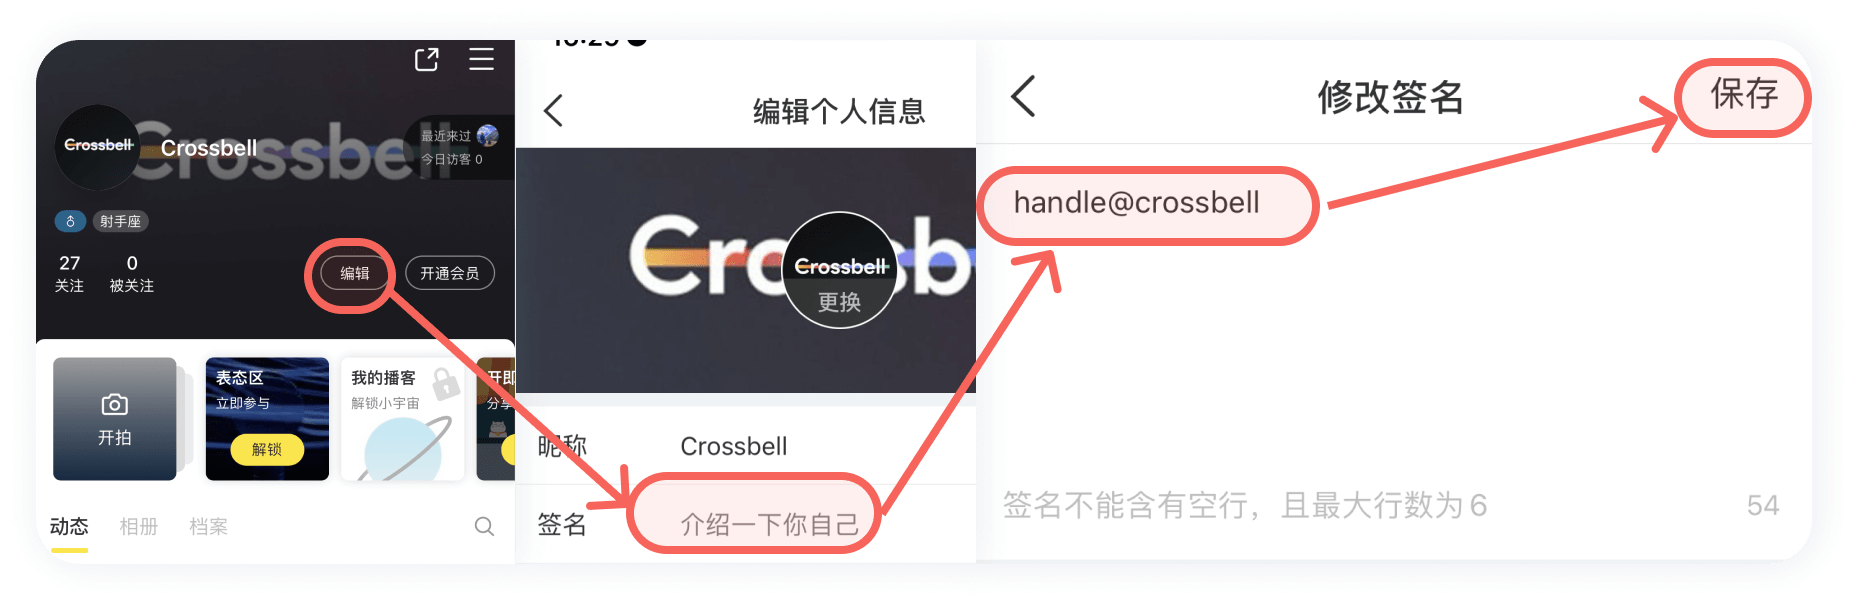 Crossbell
Crossbell
Crossbell
最近来过
今日访客 0
射手座
27
关注
0
被关注
编辑
开通会员
开拍
表态区
立即参与
解锁
我的播客
解锁小宇宙
开即
分享
动态
相册
档案
编辑个人信息
Crossbell
更换
昵称
Crossbell
签名
介绍一下你自己
修改签名
保存
handle@crossbell
签名不能含有空行，且最大行数为6
54